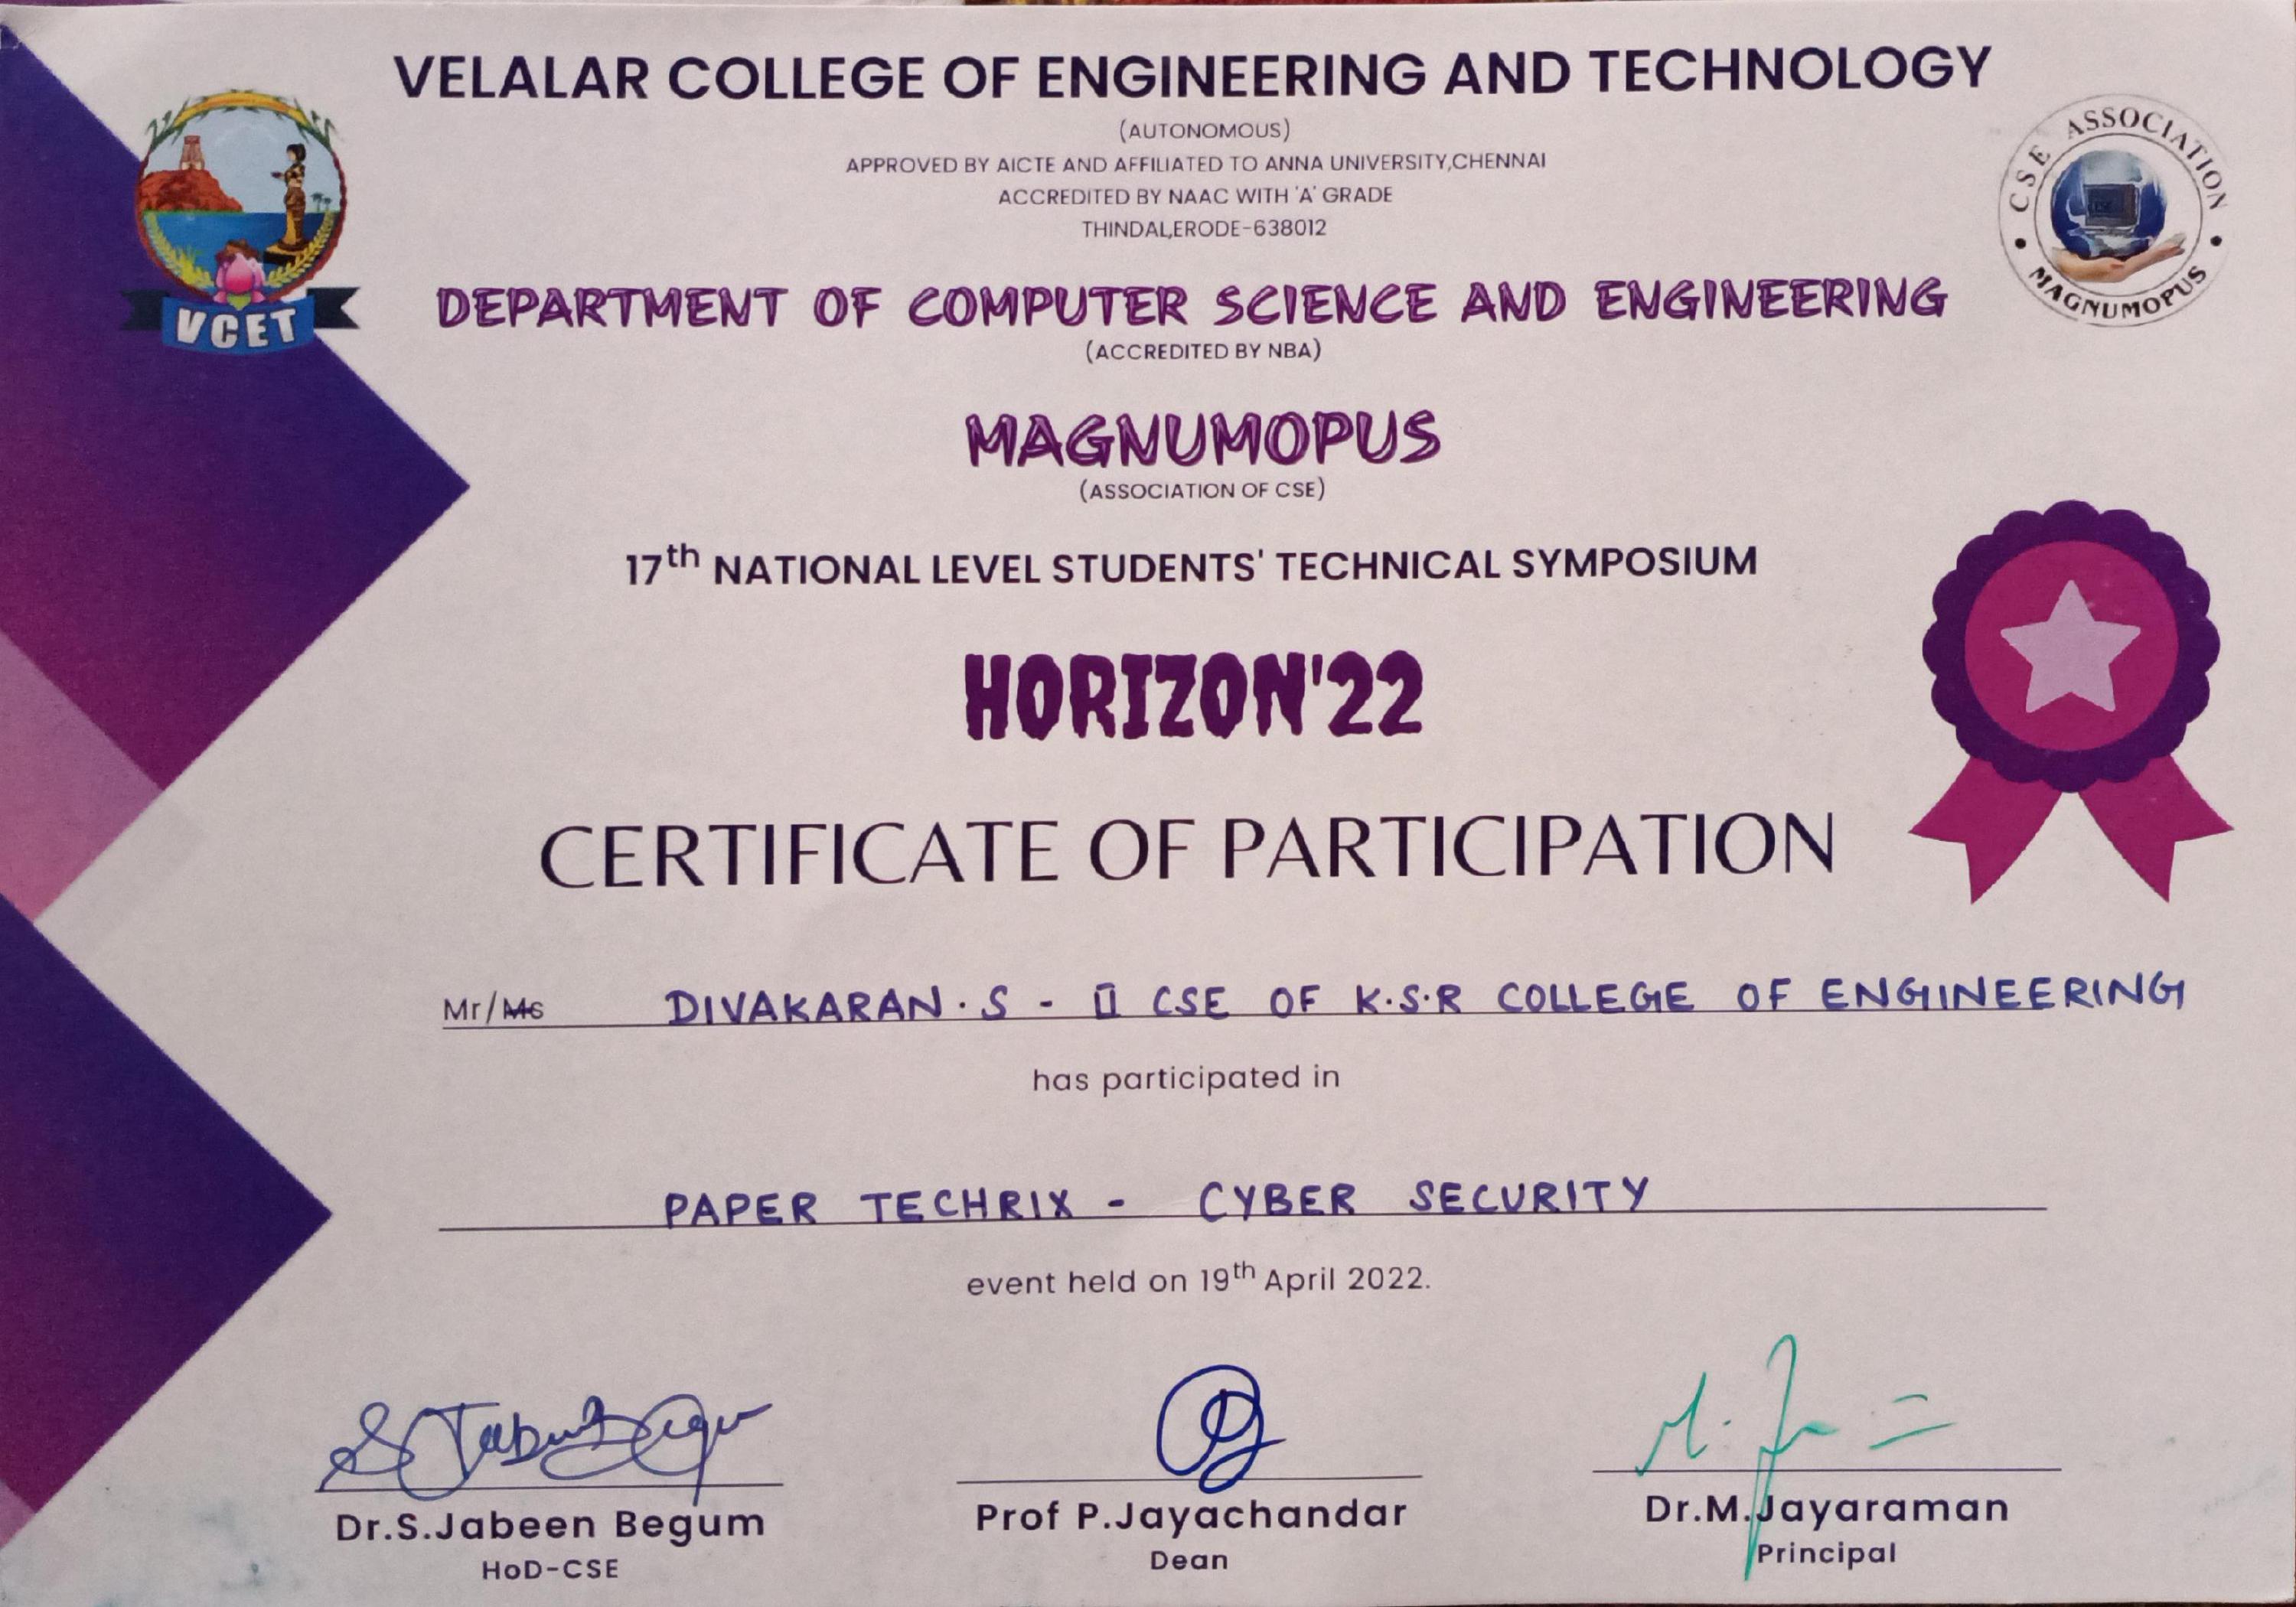 VELALAR COLLEGE OF ENGINEERING AND TECHNOLOGY
(AUTONOMOUS)
APPROVED BY AICTE AND AFFILIATED TO ANNA UNIVERSITY,CHENNAI
ACCREDITED BY NAAC WITH 'A' GRADE
THINDAL,ERODE-638012
VCET
CSE ASSOCIATION
MAGNUMOPUS
DEPARTMENT OF COMPUTER SCIENCE AND ENGINEERING
(ACCREDITED BY NBA)
MAGNUMOPUS
(ASSOCIATION OF CSE)
17th NATIONAL LEVEL STUDENTS' TECHNICAL SYMPOSIUM
HORIZON'22
CERTIFICATE OF PARTICIPATION
Mr/Ms DIVAKARAN.S - II CSE OF K.S.R COLLEGE OF ENGINEERING
has participated in
PAPER TECHRIX - CYBER SECURITY
event held on 19th April 2022.
S Jabeen Begum
Dr.S.Jabeen Begum
HoD-CSE
Prof P.Jayachandar
Dean
Dr.M.Jayaraman
Principal